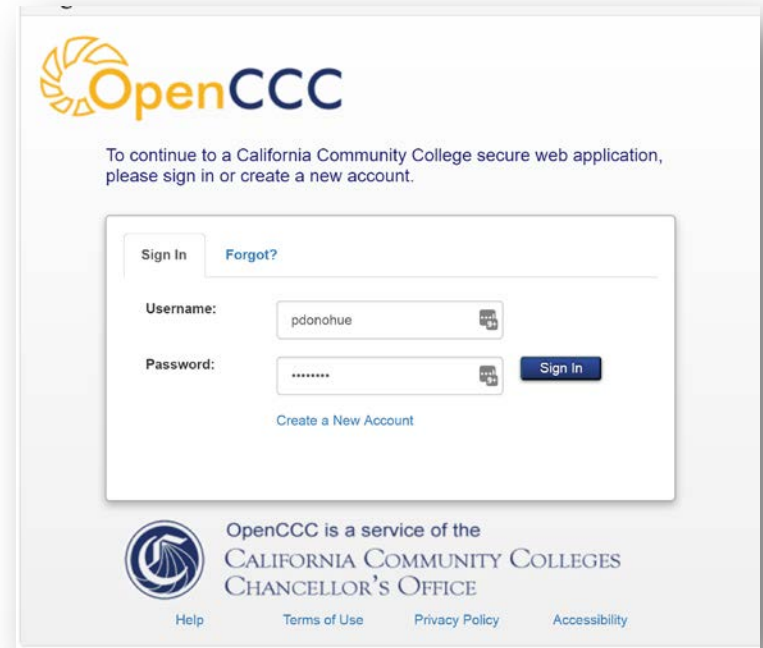 OpenCCC
To continue to a California Community College secure web application,
please sign in or create a new account.
Sign In
Forgot?
Username:
pdonohue
Password:
••••••••
Sign In
Create a New Account
OpenCCC is a service of the
CALIFORNIA COMMUNITY COLLEGES
CHANCELLOR'S OFFICE
Help Terms of Use Privacy Policy Accessibility